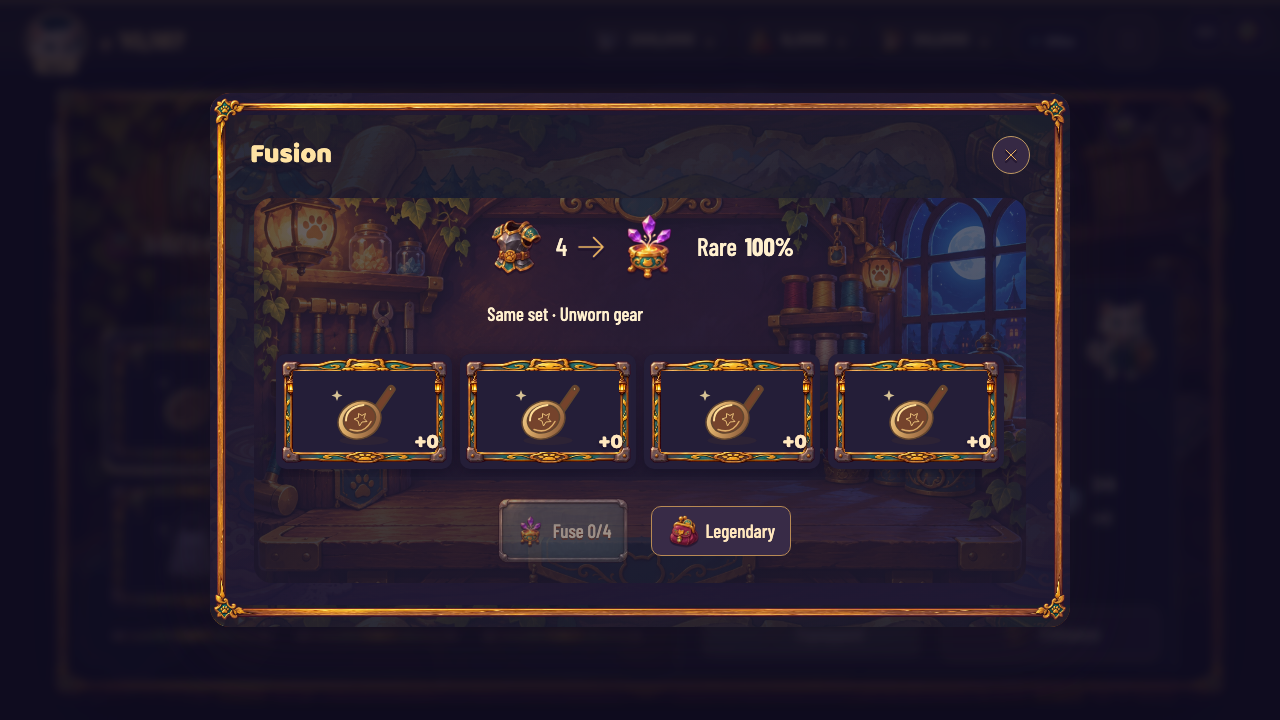 Fusion
4
Rare 100%
Same set · Unworn gear
+0
+0
+0
+0
Fuse 0/4
Legendary